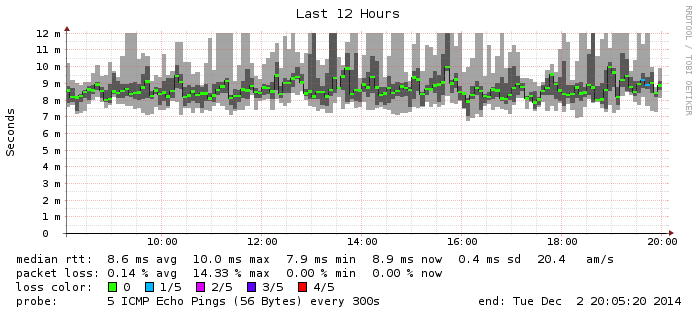 Last 12 Hours
RRDTOOL / TOBI OETIKER
Seconds
12 m
11 m
10 m
9 m
8 m
7 m
6 m
5 m
4 m
3 m
2 m
1 m
0
10:00 12:00 14:00 16:00 18:00 20:00
median rtt: 8.6 ms avg 10.0 ms max 7.9 ms min 8.9 ms now 0.4 ms sd 20.4 am/s
packet loss: 0.14 % avg 14.33 % max 0.00 % min 0.00 % now
loss color: 0 1/5 2/5 3/5 4/5
probe: 5 ICMP Echo Pings (56 Bytes) every 300s end: Tue Dec 2 20:05:20 2014